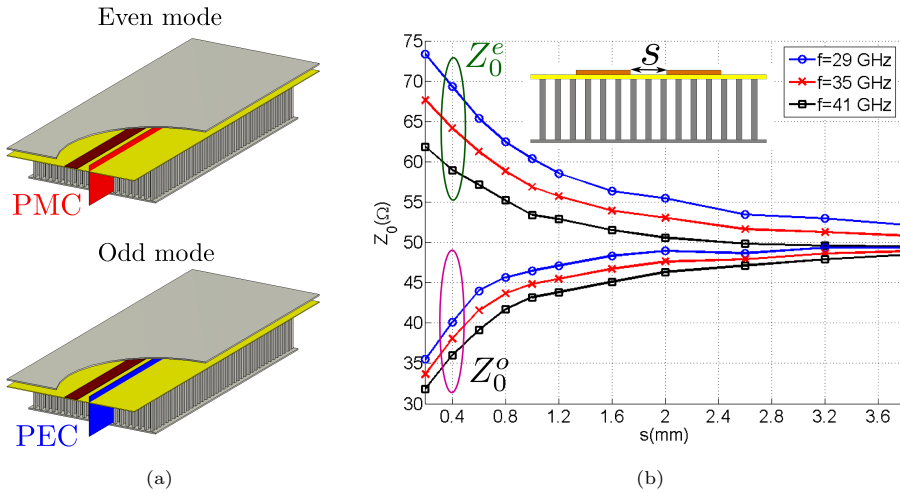 Even mode
PMC
Odd mode
PEC
(a)
75
70
65
60
55
50
45
40
35
30
Z₀(Ω)
Z₀ᵉ
s
f=29 GHz
f=35 GHz
f=41 GHz
Z₀ᵒ
0.4 0.8 1.2 1.6 2 2.4 2.8 3.2 3.6
s(mm)
(b)